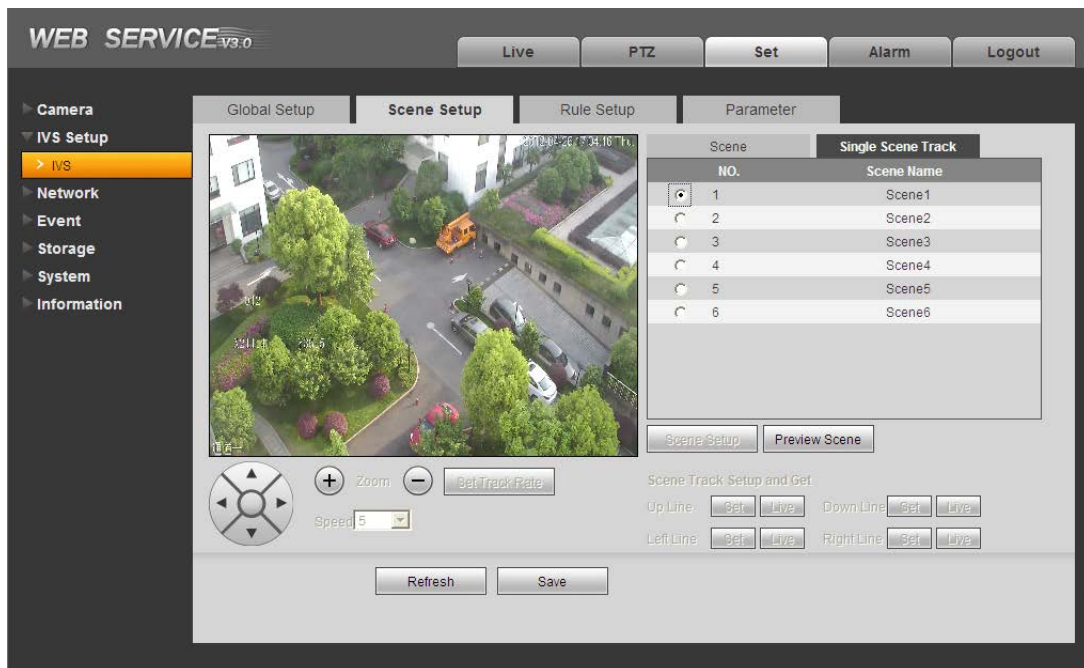 WEB SERVICE V3.0
Live PTZ Set Alarm Logout
Camera
IVS Setup
> IVS
Network
Event
Storage
System
Information
Global Setup Scene Setup Rule Setup Parameter
Scene Single Scene Track
NO. Scene Name
1 Scene1
2 Scene2
3 Scene3
4 Scene4
5 Scene5
6 Scene6
Scene Setup Preview Scene
Zoom Set Track Rate
Speed 5
Scene Track Setup and Get
Up Line Set Live Down Line Set Live
Left Line Set Live Right Line Set Live
Refresh Save